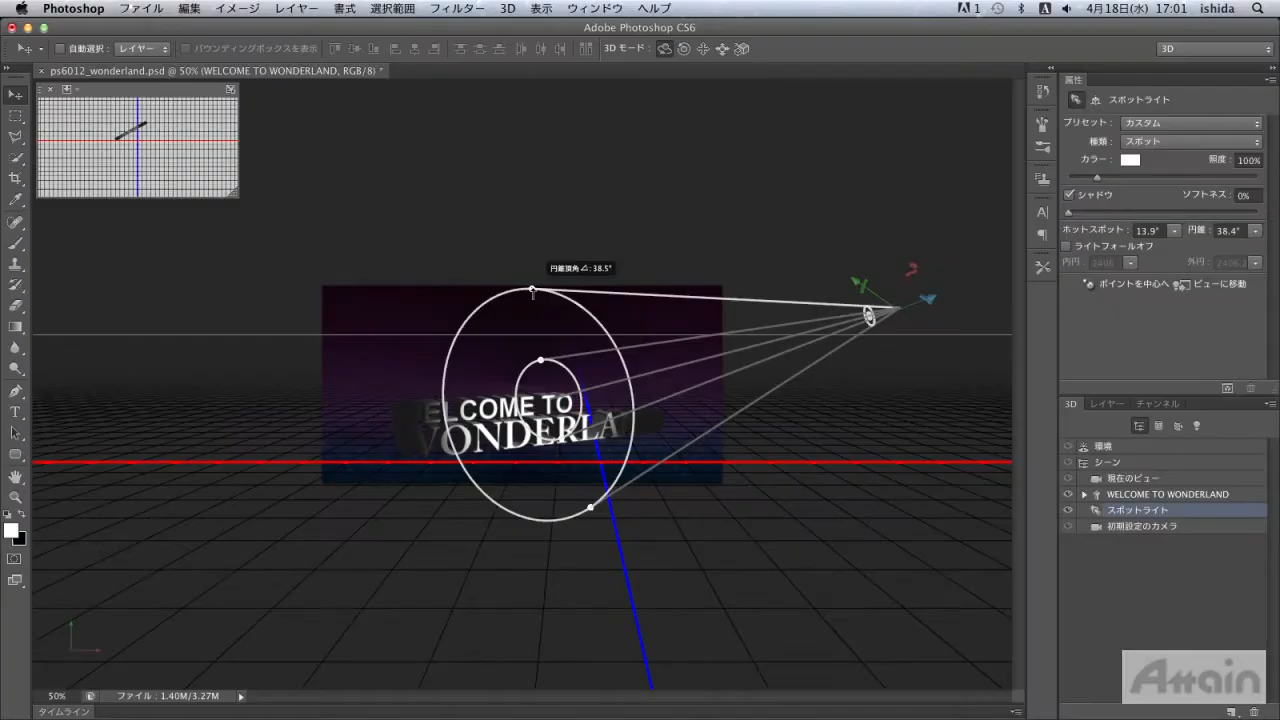 Photoshop ファイル 編集 イメージ レイヤー 書式 選択範囲 フィルター 3D 表示 ウィンドウ ヘルプ 1 A 4月18日(水) 17:01 ishida
Adobe Photoshop CS6
自動選択: レイヤー バウンディングボックスを表示 3D モード: 3D
× ps6012_wonderland.psd @ 50% (WELCOME TO WONDERLAND, RGB/8) *
属性
スポットライト
プリセット: カスタム
種類: スポット
カラー: 照度: 100%
シャドウ ソフトネス: 0%
ホットスポット: 13.9° 円錐: 38.4°
ライトフォールオフ
内円: 2406 外円: 2406.2
ポイントを中心へ ビューに移動
円錐頂角 ∠: 38.5°
ELCOME TO
WONDERLA
3D レイヤー チャンネル
環境
シーン
現在のビュー
WELCOME TO WONDERLAND
スポットライト
初期設定のカメラ
Attain
50% ファイル : 1.40M/3.27M
タイムライン